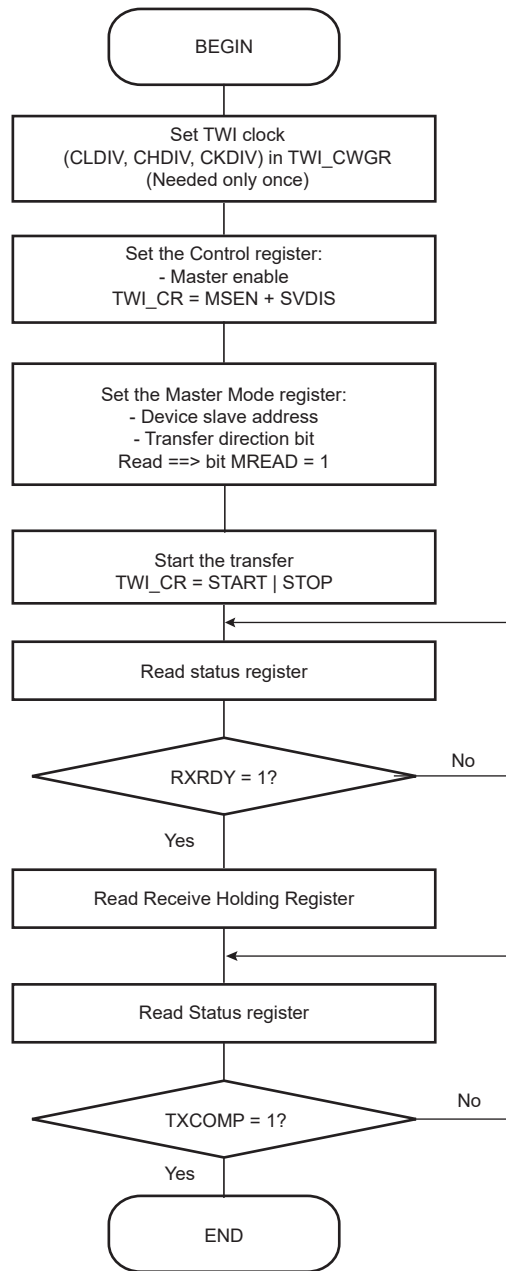 BEGIN
Set TWI clock
(CLDIV, CHDIV, CKDIV) in TWI_CWGR
(Needed only once)
Set the Control register:
- Master enable
TWI_CR = MSEN + SVDIS
Set the Master Mode register:
- Device slave address
- Transfer direction bit
Read ==> bit MREAD = 1
Start the transfer
TWI_CR = START | STOP
Read status register
RXRDY = 1?
No
Yes
Read Receive Holding Register
Read Status register
TXCOMP = 1?
No
Yes
END